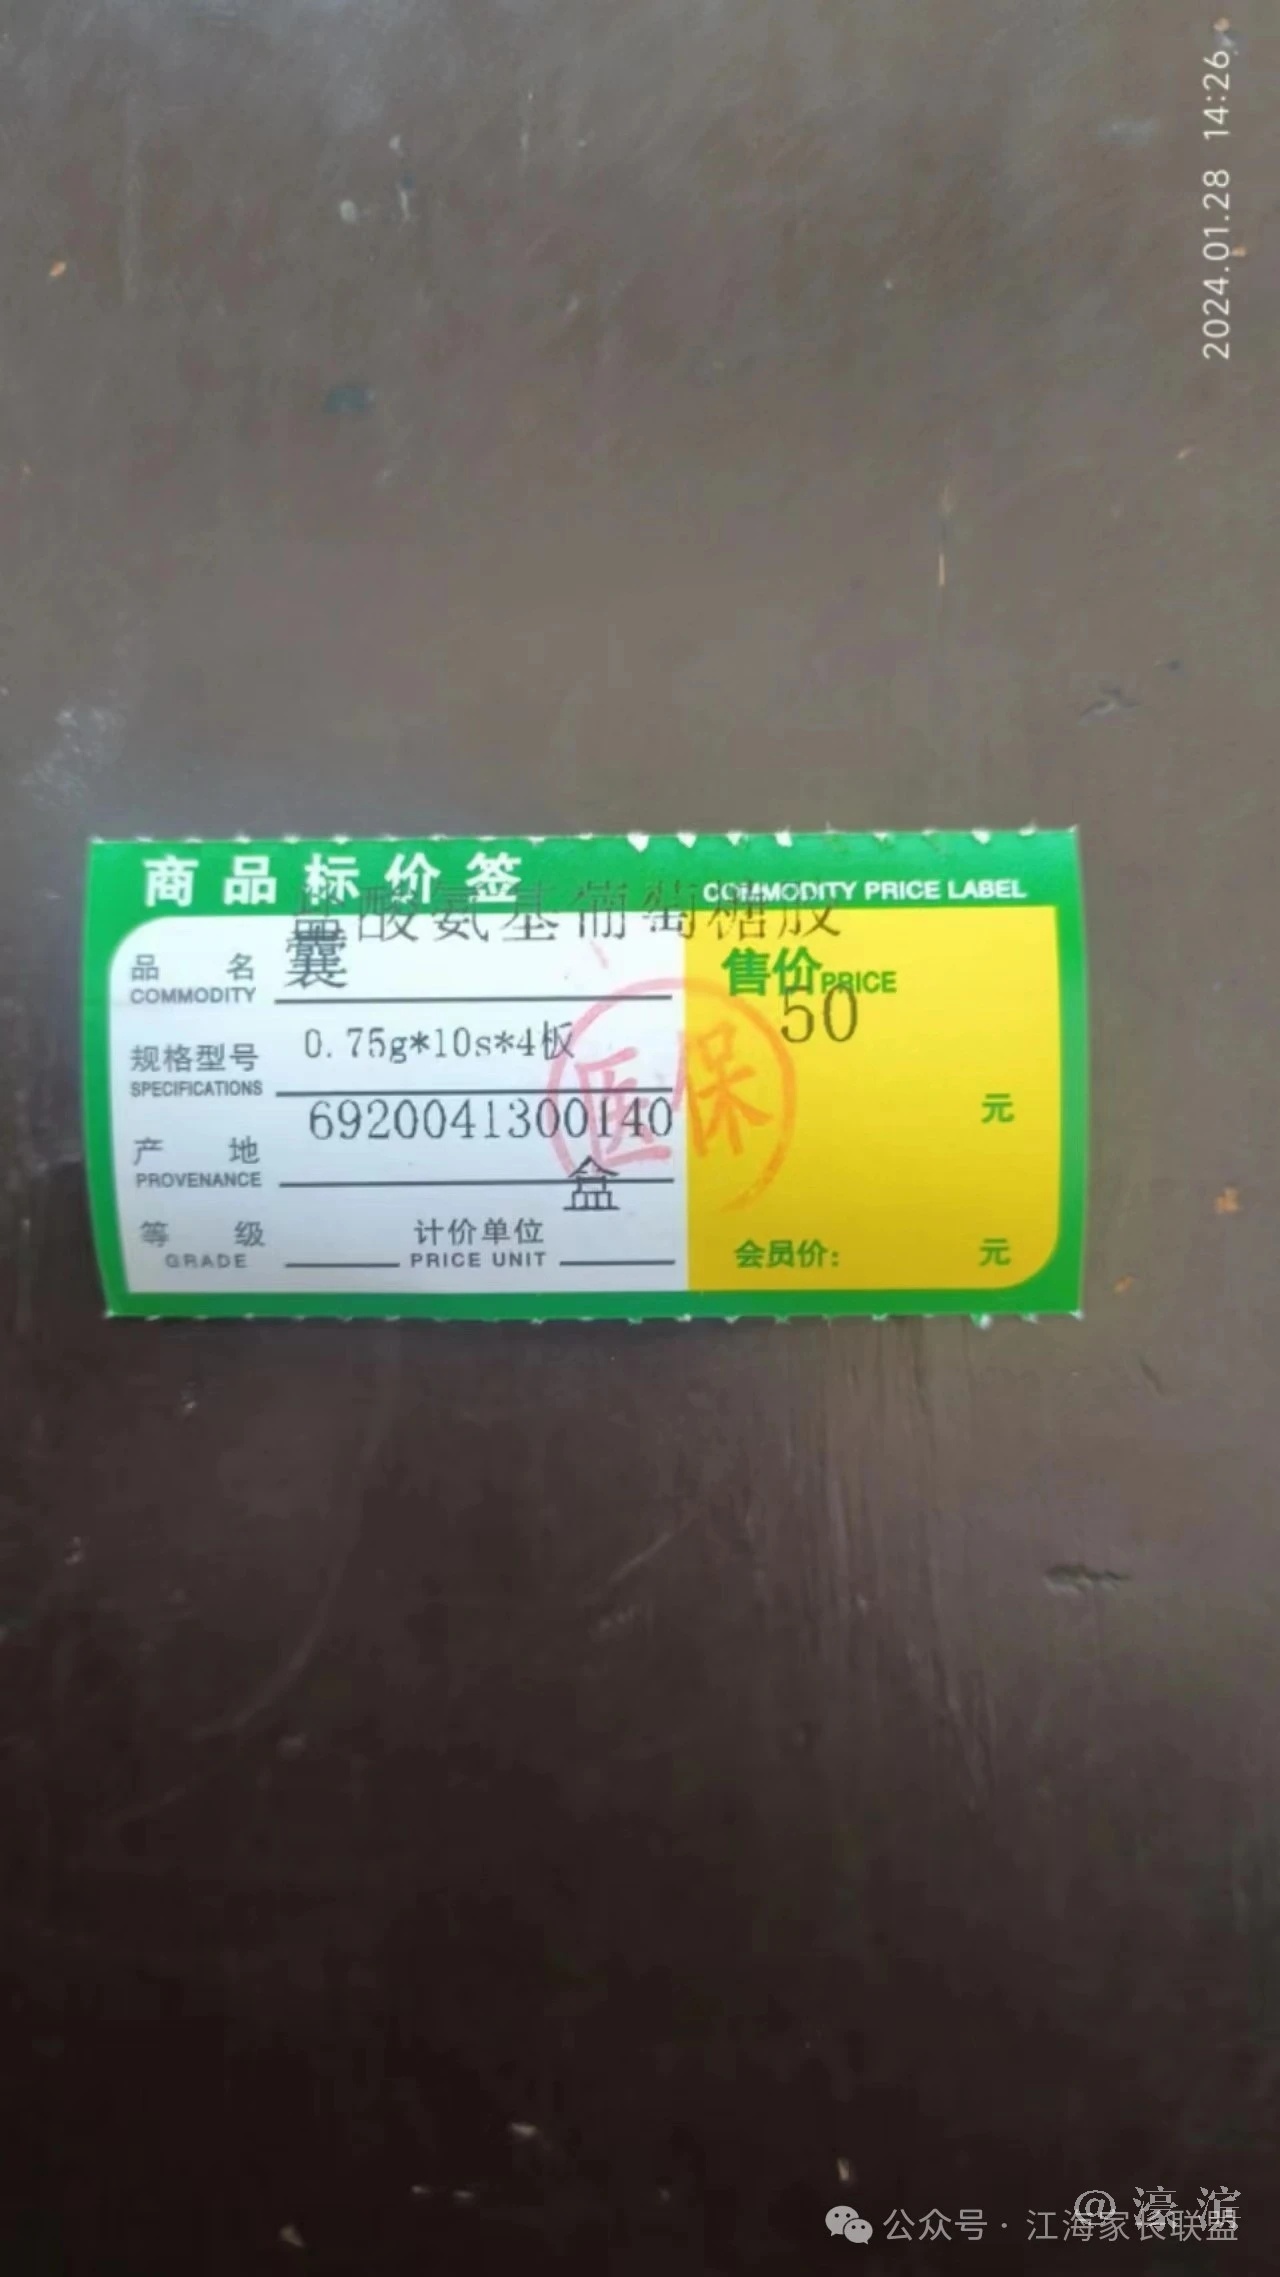 2024.01.28 14:26
商品标价签
COMMODITY PRICE LABEL
盐酸氨基葡萄糖胶
囊
品名
COMMODITY
售价PRICE
50
规格型号
SPECIFICATIONS
0.75g*10s*4板
医保
元
产地
PROVENANCE
6920041300140
盒
等级
GRADE
计价单位
PRICE UNIT
会员价:
元
@濠滨
公众号·江海家长联盟